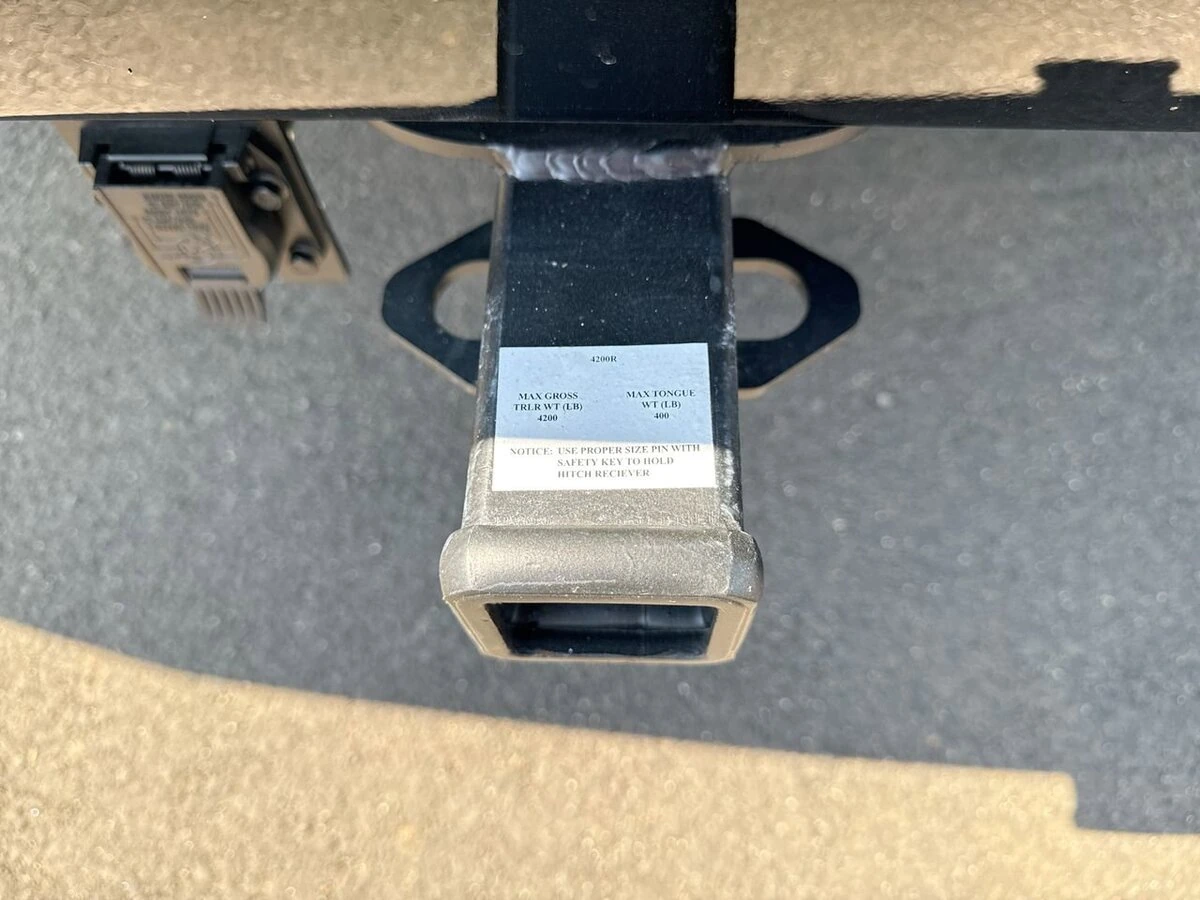 4200R
MAX GROSS
TRLR WT (LB)
4200
MAX TONGUE
WT (LB)
400
NOTICE: USE PROPER SIZE PIN WITH
SAFETY KEY TO HOLD
HITCH RECIEVER